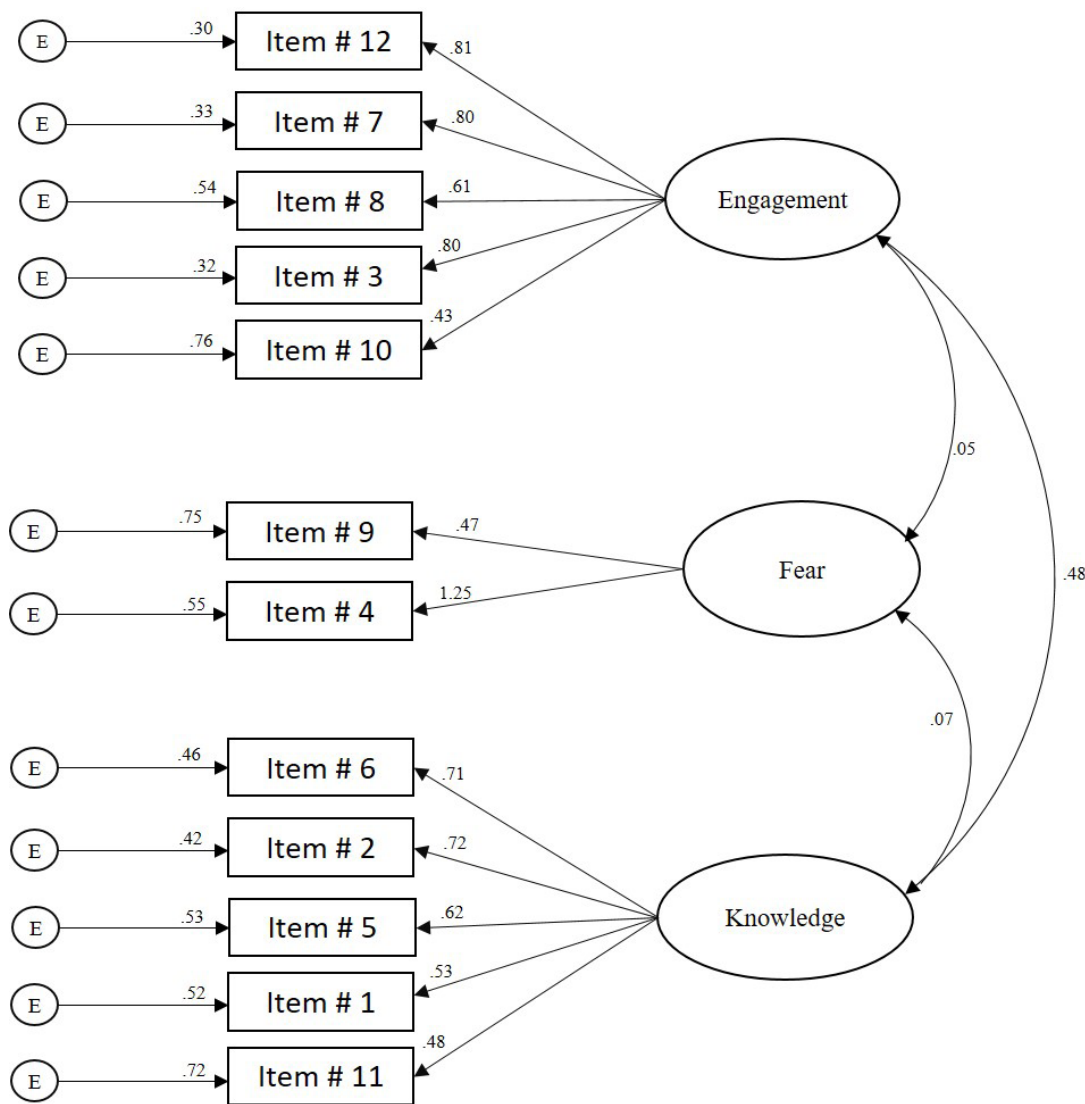 E .30 Item # 12 .81
E .33 Item # 7 .80
E .54 Item # 8 .61
E .32 Item # 3 .80
E .76 Item # 10 .43
Engagement
.05
.48
E .75 Item # 9 .47
E .55 Item # 4 1.25
Fear
.07
E .46 Item # 6 .71
E .42 Item # 2 .72
E .53 Item # 5 .62
E .52 Item # 1 .53
E .72 Item # 11 .48
Knowledge